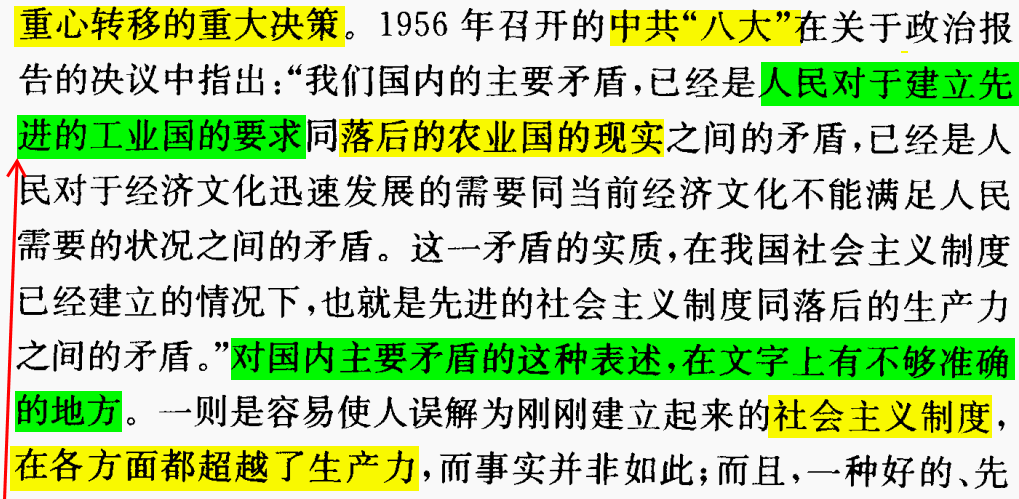 重心转移的重大决策。1956年召开的中共“八大”在关于政治报
告的决议中指出：“我们国内的主要矛盾，已经是人民对于建立先
进的工业国的要求同落后的农业国的现实之间的矛盾，已经是人
民对于经济文化迅速发展的需要同当前经济文化不能满足人民
需要的状况之间的矛盾。这一矛盾的实质，在我国社会主义制度
已经建立的情况下，也就是先进的社会主义制度同落后的生产力
之间的矛盾。”对国内主要矛盾的这种表述，在文字上有不够准确
的地方。一则是容易使人误解为刚刚建立起来的社会主义制度，
在各方面都超越了生产力，而事实并非如此；而且，一种好的、先